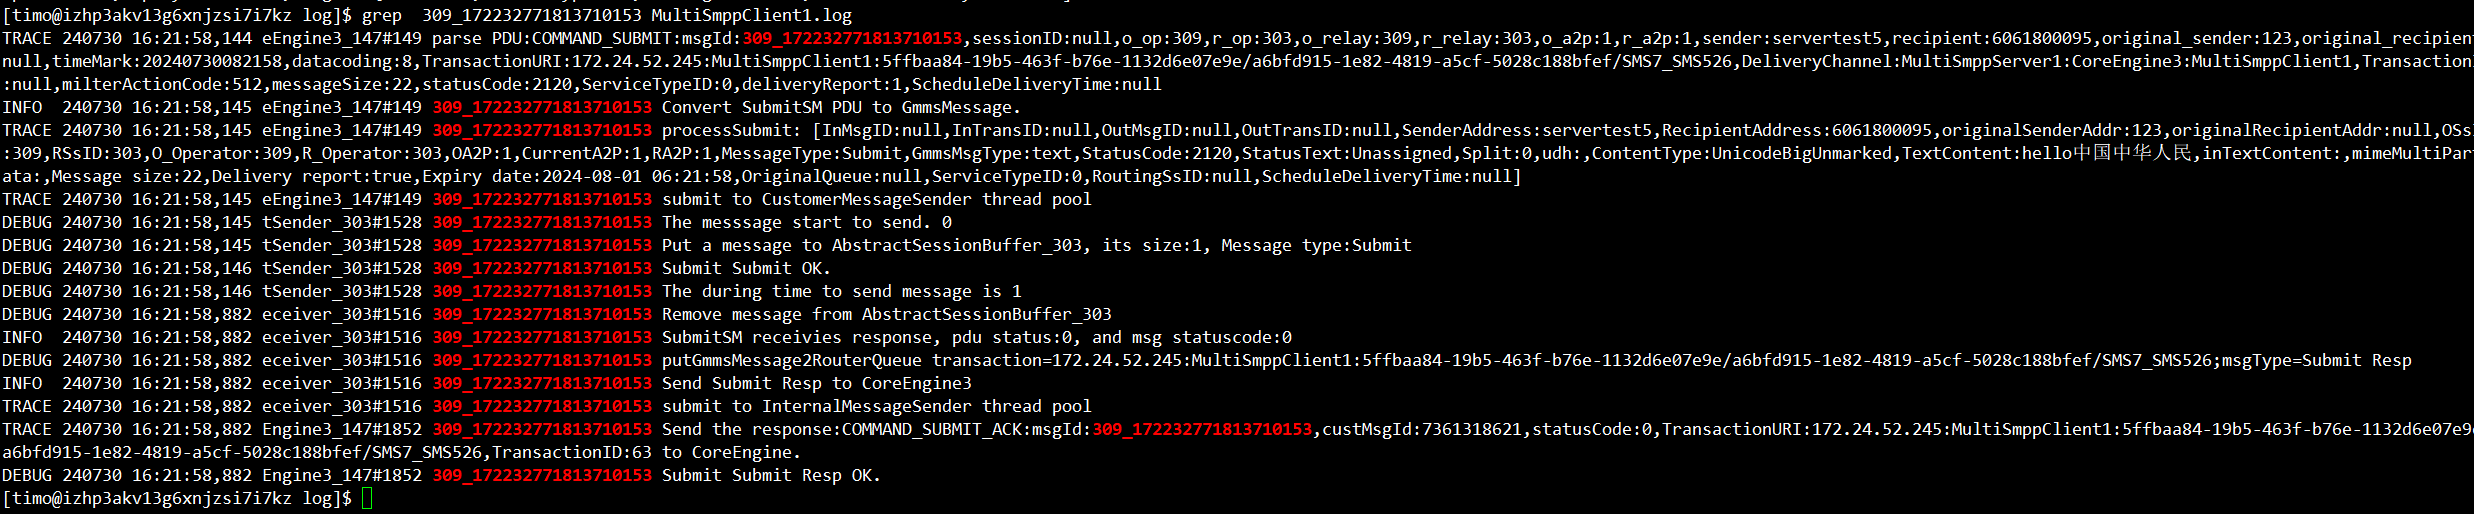 [timo@izhp3akv13g6xnjzsi7i7kz log]$ grep  309_172232771813710153 MultiSmppClient1.log
TRACE 240730 16:21:58,144 eEngine3_147#149 parse PDU:COMMAND_SUBMIT:msgId:309_172232771813710153,sessionID:null,o_op:309,r_op:303,o_relay:309,r_relay:303,o_a2p:1,r_a2p:1,sender:servertest5,recipient:6061800095,original_sender:123,original_recipient
null,timeMark:20240730082158,datacoding:8,TransactionURI:172.24.52.245:MultiSmppClient1:5ffbaa84-19b5-463f-b76e-1132d6e07e9e/a6bfd915-1e82-4819-a5cf-5028c188bfef/SMS7_SMS526,DeliveryChannel:MultiSmppServer1:CoreEngine3:MultiSmppClient1,Transaction
:null,milterActionCode:512,messageSize:22,statusCode:2120,ServiceTypeID:0,deliveryReport:1,ScheduleDeliveryTime:null
INFO  240730 16:21:58,145 eEngine3_147#149 309_172232771813710153 Convert SubmitSM PDU to GmmsMessage.
TRACE 240730 16:21:58,145 eEngine3_147#149 309_172232771813710153 processSubmit: [InMsgID:null,InTransID:null,OutMsgID:null,OutTransID:null,SenderAddress:servertest5,RecipientAddress:6061800095,originalSenderAddr:123,originalRecipientAddr:null,OSs
:309,RSsID:303,O_Operator:309,R_Operator:303,OA2P:1,CurrentA2P:1,RA2P:1,MessageType:Submit,GmmsMsgType:text,StatusCode:2120,StatusText:Unassigned,Split:0,udh:,ContentType:UnicodeBigUnmarked,TextContent:hello中国中华人民,inTextContent:,mimeMultiPar
ata:,Message size:22,Delivery report:true,Expiry date:2024-08-01 06:21:58,OriginalQueue:null,ServiceTypeID:0,RoutingSsID:null,ScheduleDeliveryTime:null]
TRACE 240730 16:21:58,145 eEngine3_147#149 309_172232771813710153 submit to CustomerMessageSender thread pool
DEBUG 240730 16:21:58,145 tSender_303#1528 309_172232771813710153 The messsage start to send. 0
DEBUG 240730 16:21:58,145 tSender_303#1528 309_172232771813710153 Put a message to AbstractSessionBuffer_303, its size:1, Message type:Submit
DEBUG 240730 16:21:58,146 tSender_303#1528 309_172232771813710153 Submit Submit OK.
DEBUG 240730 16:21:58,146 tSender_303#1528 309_172232771813710153 The during time to send message is 1
DEBUG 240730 16:21:58,882 eceiver_303#1516 309_172232771813710153 Remove message from AbstractSessionBuffer_303
INFO  240730 16:21:58,882 eceiver_303#1516 309_172232771813710153 SubmitSM receivies response, pdu status:0, and msg statuscode:0
DEBUG 240730 16:21:58,882 eceiver_303#1516 309_172232771813710153 putGmmsMessage2RouterQueue transaction=172.24.52.245:MultiSmppClient1:5ffbaa84-19b5-463f-b76e-1132d6e07e9e/a6bfd915-1e82-4819-a5cf-5028c188bfef/SMS7_SMS526;msgType=Submit Resp
INFO  240730 16:21:58,882 eceiver_303#1516 309_172232771813710153 Send Submit Resp to CoreEngine3
TRACE 240730 16:21:58,882 eceiver_303#1516 309_172232771813710153 submit to InternalMessageSender thread pool
TRACE 240730 16:21:58,882 Engine3_147#1852 309_172232771813710153 Send the response:COMMAND_SUBMIT_ACK:msgId:309_172232771813710153,custMsgId:7361318621,statusCode:0,TransactionURI:172.24.52.245:MultiSmppClient1:5ffbaa84-19b5-463f-b76e-1132d6e07e9
a6bfd915-1e82-4819-a5cf-5028c188bfef/SMS7_SMS526,TransactionID:63 to CoreEngine.
DEBUG 240730 16:21:58,882 Engine3_147#1852 309_172232771813710153 Submit Submit Resp OK.
[timo@izhp3akv13g6xnjzsi7i7kz log]$